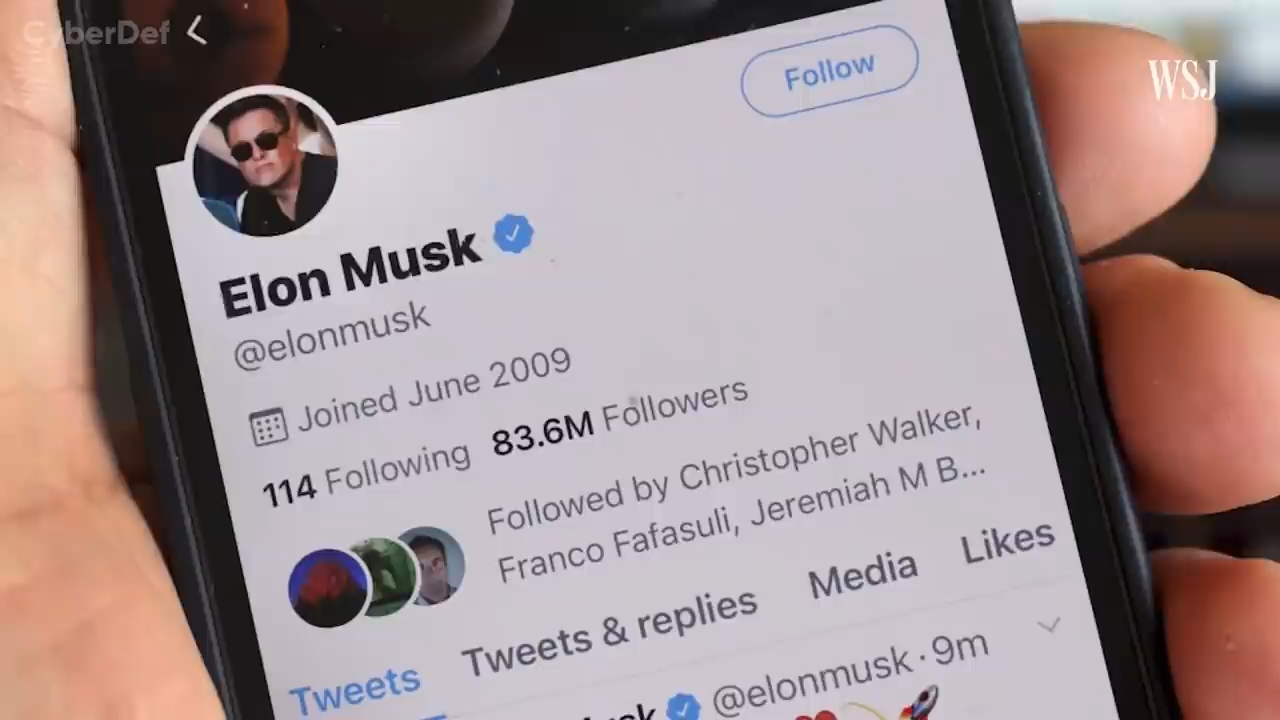 CyberDef
WSJ
Follow
Elon Musk
@elonmusk
Joined June 2009
114 Following 83.6M Followers
Followed by Christopher Walker,
Franco Fafasuli, Jeremiah M B...
Tweets Tweets & replies Media Likes
@elonmusk · 9m